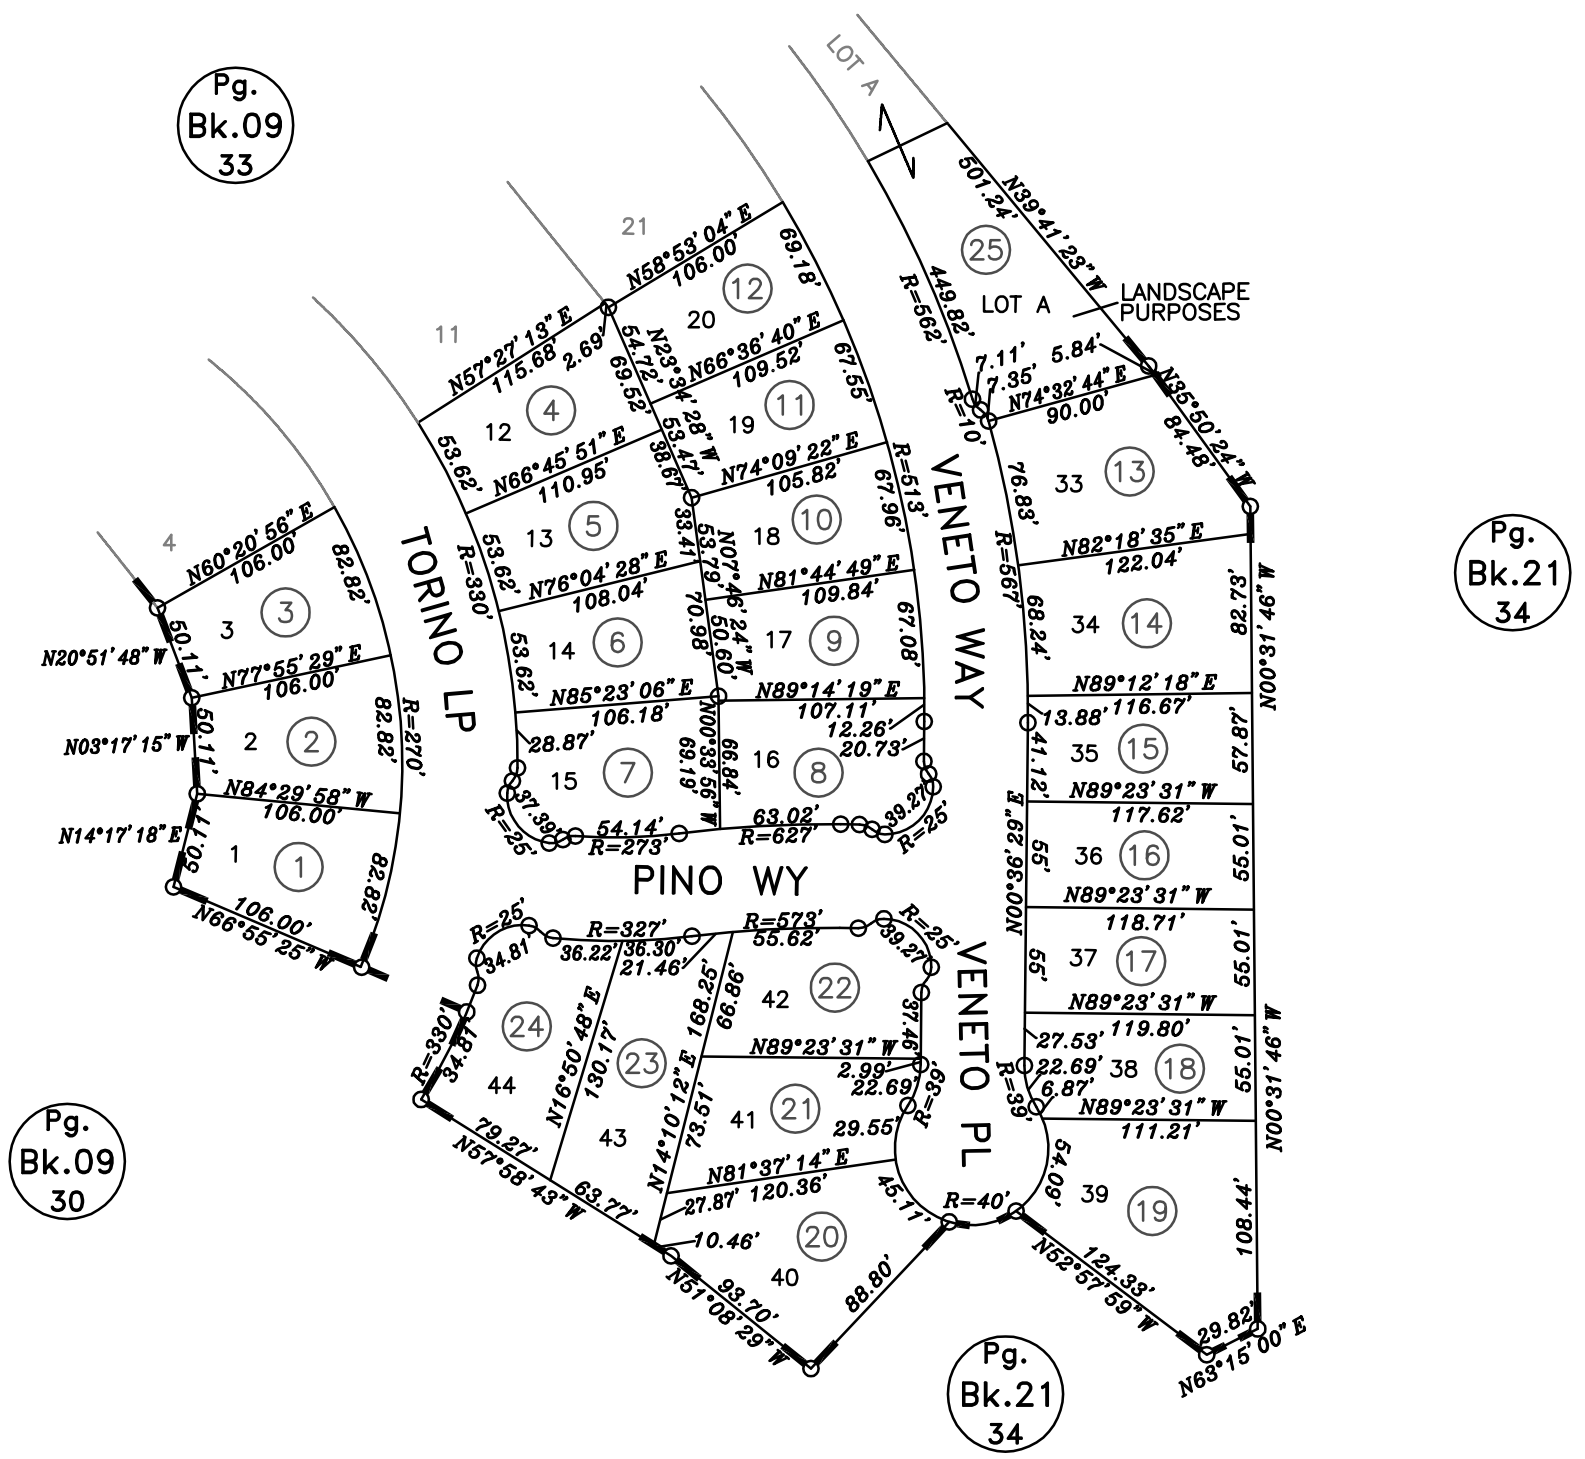 Pg.
Bk.09
33
LOT A
501.24'
N39°41'23"W
25
LOT A
LANDSCAPE
PURPOSES
449.82'
R=562'
7.11'
7.35'
5.84'
R=10'
N74°32'44"E
90.00'
N35°50'24"W
84.48'
21
N58°53'04"E
106.00'
69.18'
12
20
11
N57°27'13"E
115.68'
2.69'
54.72'
N23°34'28"W
69.52'
N66°36'40"E
109.52'
67.55'
4
12
53.62'
11
19
53.47'
38.67'
N66°45'51"E
110.95'
N74°09'22"E
105.82'
R=513'
67.96'
5
13
53.62'
R=330'
10
18
33.41'
53.79'
N07°46'24"W
N76°04'28"E
108.04'
N81°44'49"E
109.84'
67.08'
6
14
53.62'
9
17
70.98'
50.60'
N85°23'06"E
106.18'
N89°14'19"E
107.11'
12.26'
20.73'
28.87'
7
15
N00°33'56"W
69.19'
66.84'
16
8
37.39'
R=25'
54.14'
R=273'
63.02'
R=627'
39.27'
R=25'
TORINO LP
VENETO WAY
PINO WY
VENETO PL
4
N60°20'56"E
106.00'
82.82'
3
3
50.11'
N20°51'48"W
N77°55'29"E
106.00'
82.82'
R=270'
2
2
50.11'
N03°17'15"W
N84°29'58"W
106.00'
N14°17'18"E
50.11'
1
1
82.82'
106.00'
N66°55'25"W
33
13
76.83'
R=567'
N82°18'35"E
122.04'
82.73'
N00°31'46"W
34
14
68.24'
N89°12'18"E
116.67'
13.88'
41.12'
35
15
57.87'
N89°23'31"W
117.62'
N00°36'29"E
55'
36
16
55.01'
N89°23'31"W
118.71'
55'
37
17
55.01'
N89°23'31"W
119.80'
27.53'
22.69'
R=39'
6.87'
38
18
55.01'
N00°31'46"W
N89°23'31"W
111.21'
54.09'
39
19
108.44'
N52°57'59"W
124.33'
29.82'
N63°15'00"E
R=25'
34.81'
R=327'
36.22'
36.30'
21.46'
R=573'
55.62'
R=25'
39.27'
24
44
R=330'
34.87'
N16°50'48"E
130.17'
23
43
168.25'
66.86'
N14°10'12"E
73.51'
42
22
37.46'
N89°23'31"W
2.99'
22.69'
R=39'
41
21
29.55'
N81°37'14"E
120.36'
27.87'
45.11'
R=40'
20
40
10.46'
79.27'
N57°58'43"W
63.77'
93.70'
N51°08'29"W
88.80'
Pg.
Bk.21
34
Pg.
Bk.09
30
Pg.
Bk.21
34